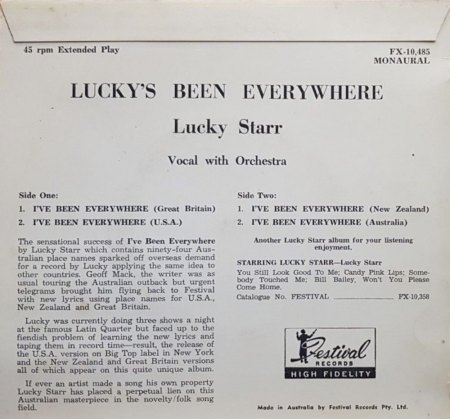 45 rpm Extended Play
FX-10,485
MONAURAL
LUCKY'S BEEN EVERYWHERE
Lucky Starr
Vocal with Orchestra
Side One:
1. I'VE BEEN EVERYWHERE (Great Britain)
2. I'VE BEEN EVERYWHERE (U.S.A.)
The sensational success of I've Been Everywhere
by Lucky Starr which contains ninety-four Aus-
tralian place names sparked off overseas demand
for a record by Lucky applying the same idea to
other countries. Geoff Mack, the writer was as
usual touring the Australian outback but urgent
telegrams brought him flying back to Festival
with new lyrics using place names for U.S.A.,
New Zealand and Great Britain.
Lucky was currently doing three shows a night
at the famous Latin Quarter but faced up to the
fiendish problem of learning the new lyrics and
taping them in record time—result, the release of
the U.S.A. version on Big Top label in New York
and the New Zealand and Great Britain versions
all of which appear on this quite unique album.
If ever an artist made a song his own property
Lucky Starr has placed a perpetual lien on this
Australian masterpiece in the novelty/folk song
field.
Side Two:
1. I'VE BEEN EVERYWHERE (New Zealand)
2. I'VE BEEN EVERYWHERE (Australia)
Another Lucky Starr album for your listening
enjoyment.
STARRING LUCKY STARR—Lucky Starr
You Still Look Good To Me; Candy Pink Lips; Some-
body Touched Me; Bill Bailey, Won't You Please
Come Home.
Catalogue No. FESTIVAL FX-10,358
Festival
RECORDS
HIGH FIDELITY
Made in Australia by Festival Records Pty. Ltd.